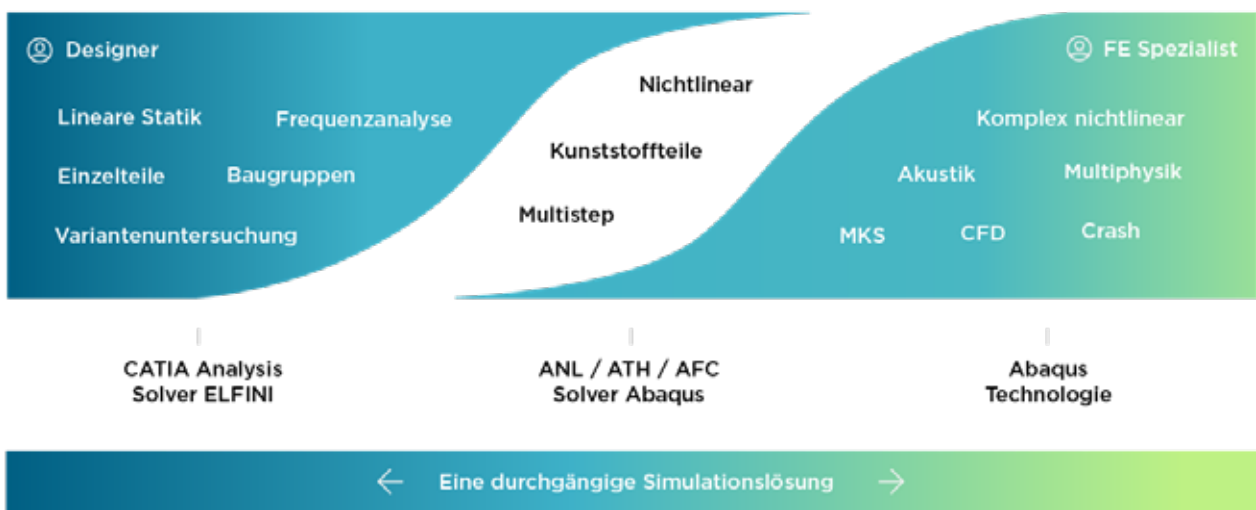 Designer
Lineare Statik
Frequenzanalyse
Einzelteile
Baugruppen
Variantenuntersuchung
Nichtlinear
Kunststoffteile
Multistep
FE Spezialist
Komplex nichtlinear
Akustik
Multiphysik
MKS
CFD
Crash
CATIA Analysis
Solver ELFINI
ANL / ATH / AFC
Solver Abaqus
Abaqus
Technologie
Eine durchgängige Simulationslösung